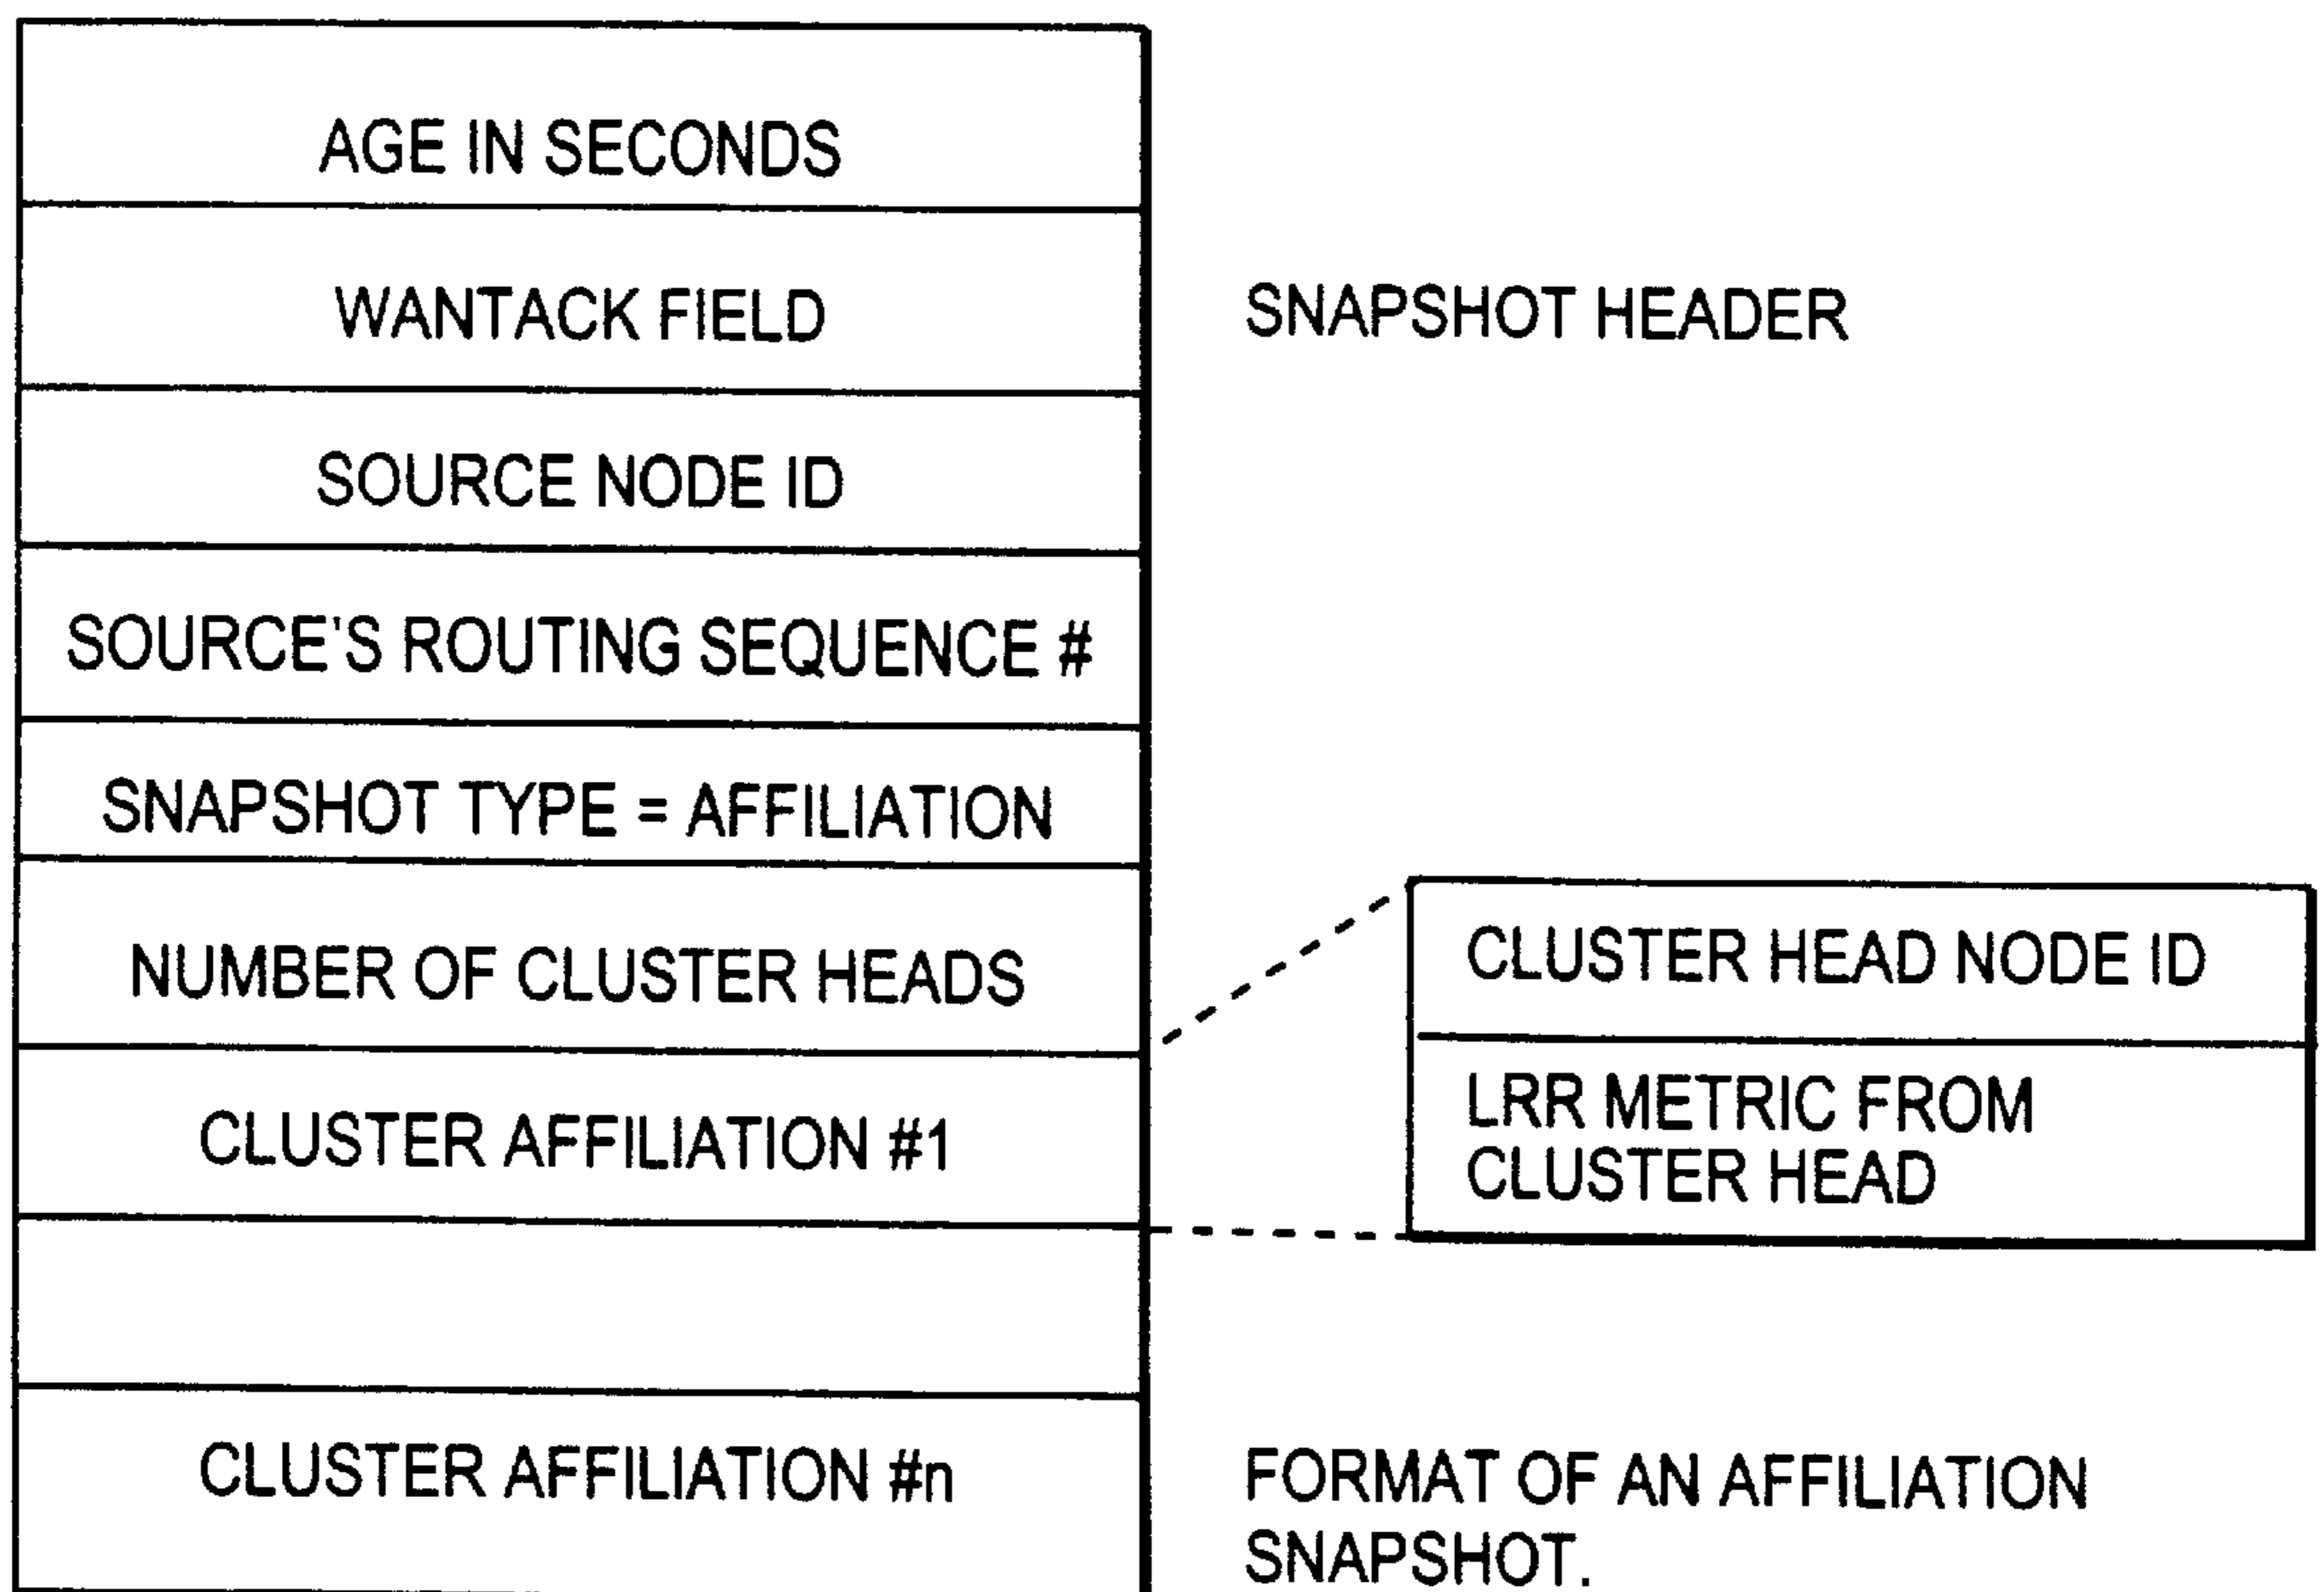 AGE IN SECONDS
WANTACK FIELD
SNAPSHOT HEADER
SOURCE NODE ID
SOURCE'S ROUTING SEQUENCE #
SNAPSHOT TYPE = AFFILIATION
NUMBER OF CLUSTER HEADS
CLUSTER HEAD NODE ID
LRR METRIC FROM
CLUSTER HEAD
CLUSTER AFFILIATION #1
CLUSTER AFFILIATION #n
FORMAT OF AN AFFILIATION
SNAPSHOT.